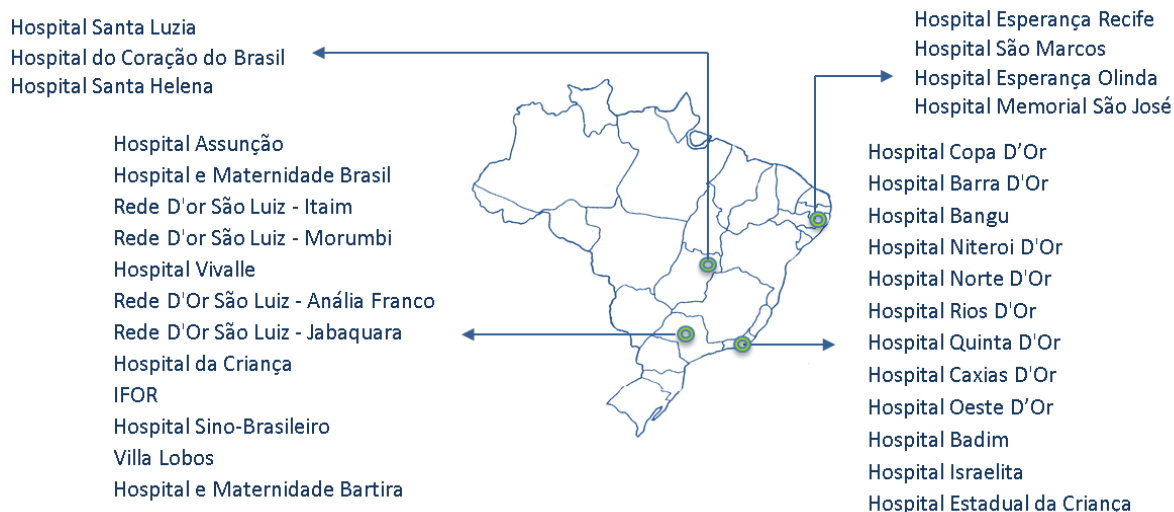 Hospital Santa Luzia
Hospital do Coração do Brasil
Hospital Santa Helena
Hospital Esperança Recife
Hospital São Marcos
Hospital Esperança Olinda
Hospital Memorial São José
Hospital Assunção
Hospital e Maternidade Brasil
Rede D'or São Luiz - Itaim
Rede D'or São Luiz - Morumbi
Hospital Vivalle
Rede D'Or São Luiz - Anália Franco
Rede D'Or São Luiz - Jabaquara
Hospital da Criança
IFOR
Hospital Sino-Brasileiro
Villa Lobos
Hospital e Maternidade Bartira
Hospital Copa D’Or
Hospital Barra D'Or
Hospital Bangu
Hospital Niteroi D'Or
Hospital Norte D'Or
Hospital Rios D'Or
Hospital Quinta D'Or
Hospital Caxias D'Or
Hospital Oeste D’Or
Hospital Badim
Hospital Israelita
Hospital Estadual da Criança